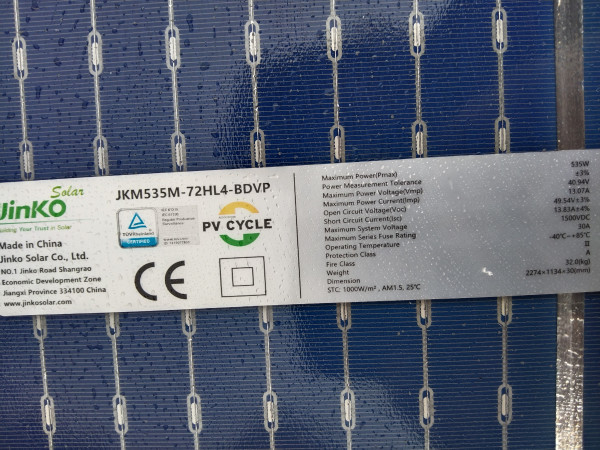 JinKO Solar
Building Your Trust in Solar
Made in China
Jinko Solar Co., Ltd.
NO.1 Jinko Road Shangrao
Economic Development Zone
Jiangxi Province 334100 China
www.jinkosolar.com
JKM535M-72HL4-BDVP
TÜVRheinland
CERTIFIED
PV CYCLE
CE
Maximum Power(Pmax) 535W
Power Measurement Tolerance ±3%
Maximum Power Voltage(Vmp) 40.94V
Maximum Power Current(Imp) 13.07A
Open Circuit Voltage(Voc) 49.54V±3%
Short Circuit Current(Isc) 13.83A±4%
Maximum System Voltage 1500VDC
Maximum Series Fuse Rating 30A
Operating Temperature -40℃~+85℃
Protection Class II
Fire Class A
Weight 32.0(kg)
Dimension 2274×1134×30(mm)
STC: 1000W/m², AM1.5, 25℃